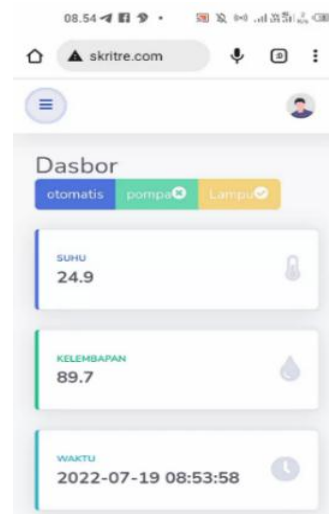 08.54
skritre.com
Dasbor
otomatis pompa Lampu
SUHU
24.9
KELEMBAPAN
89.7
WAKTU
2022-07-19 08:53:58